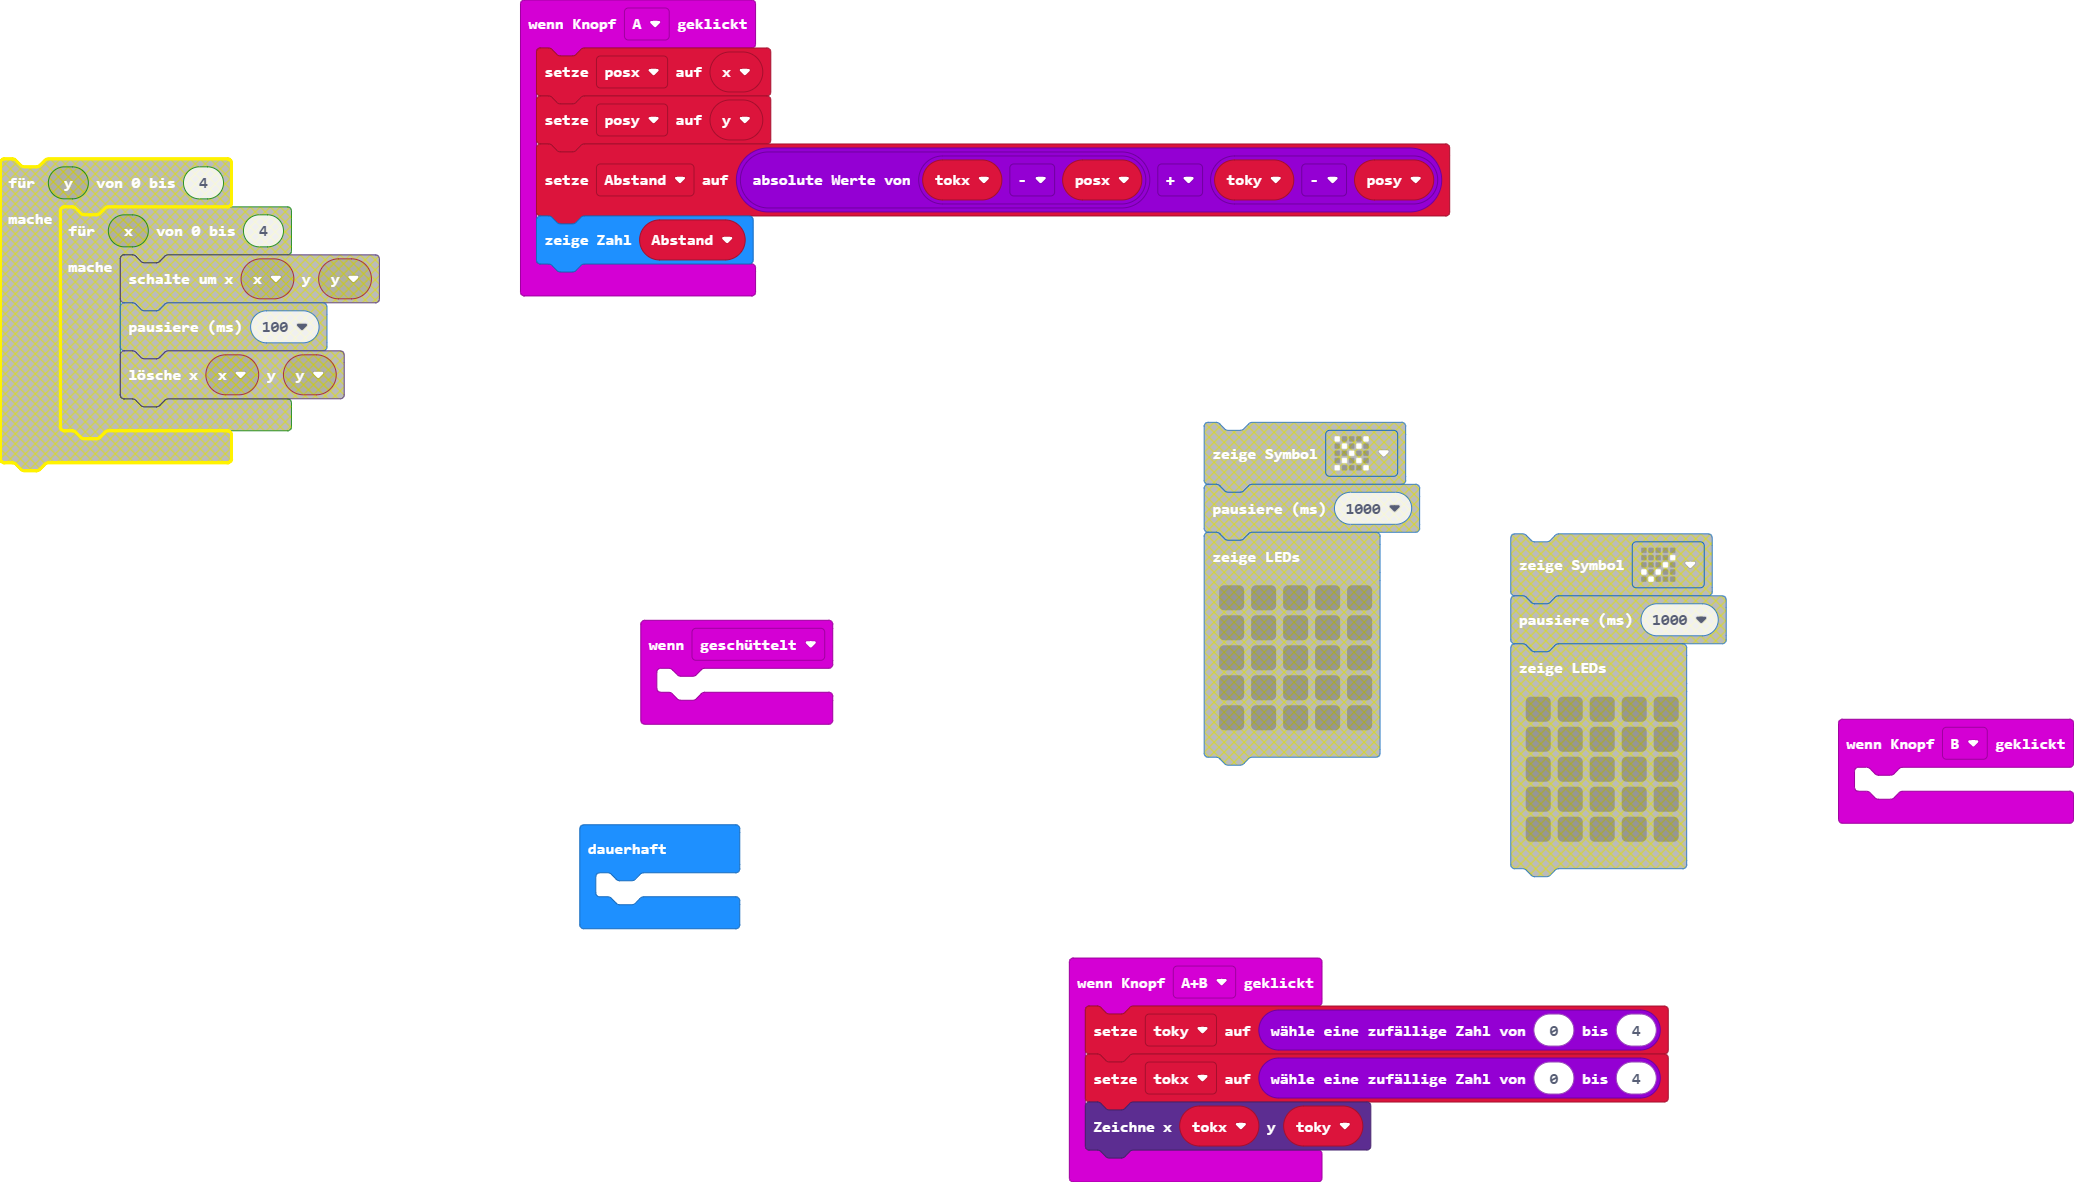 wenn Knopf A geklickt
setze posx auf x
setze posy auf y
setze Abstand auf absolute Werte von tokx - posx + toky - posy
zeige Zahl Abstand
für y von 0 bis 4
mache
für x von 0 bis 4
mache
schalte um x x y y
pausiere (ms) 100
lösche x x y y
zeige Symbol
pausiere (ms) 1000
zeige LEDs
zeige Symbol
pausiere (ms) 1000
zeige LEDs
wenn geschüttelt
wenn Knopf B geklickt
dauerhaft
wenn Knopf A+B geklickt
setze toky auf wähle eine zufällige Zahl von 0 bis 4
setze tokx auf wähle eine zufällige Zahl von 0 bis 4
Zeichne x tokx y toky